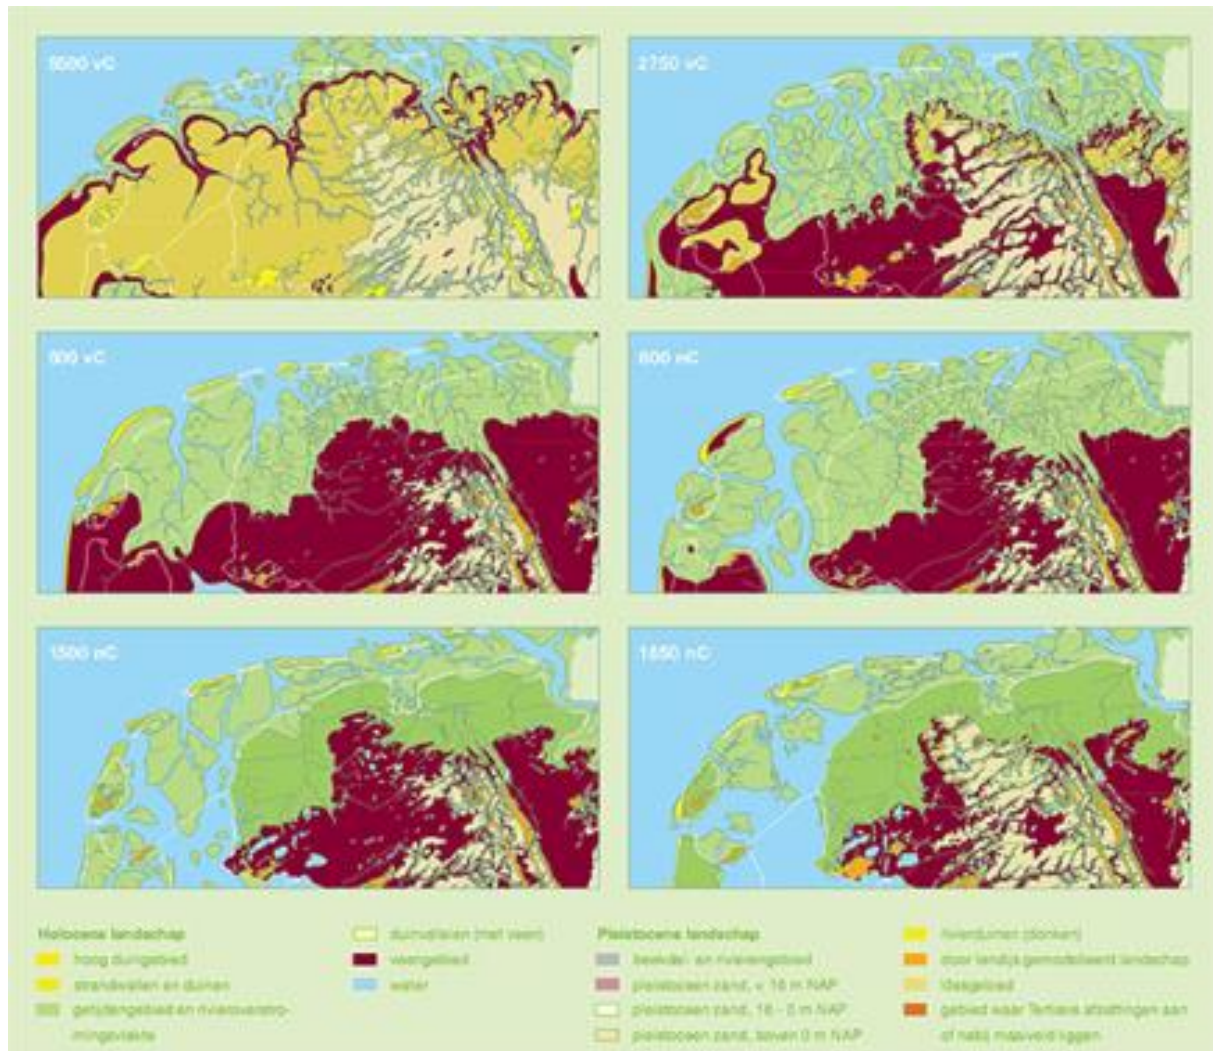 5500 vC
2750 vC
500 vC
800 nC
1500 nC
1850 nC
Holocene landschap
hoog duingebied
strandwallen en duinen
getijdengebied en rivieroverstro-
mingsvlakte
duinvalleien (met veen)
veengebied
water
Pleistocene landschap
beekdal- en rivierengebied
pleistoceen zand, < 16 m NAP
pleistoceen zand, 16 - 0 m NAP
pleistoceen zand, boven 0 m NAP
rivierduinen (donken)
door landijs gemodelleerd landschap
lössgebied
gebied waar Tertiaire afzettingen aan
of nabij maaiveld liggen